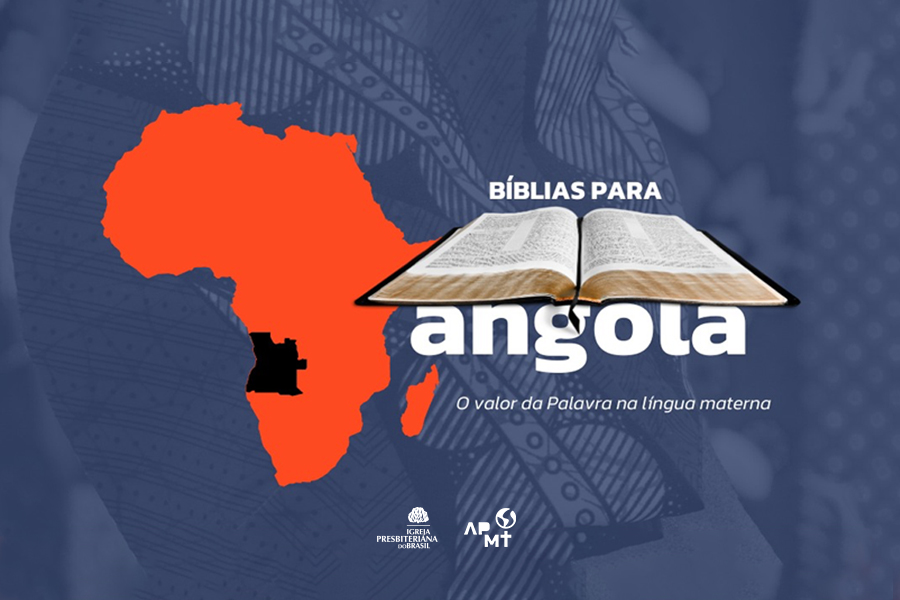 BÍBLIAS PARA
angola
O valor da Palavra na língua materna
IGREJA
PRESBITERIANA
DO BRASIL
APMT